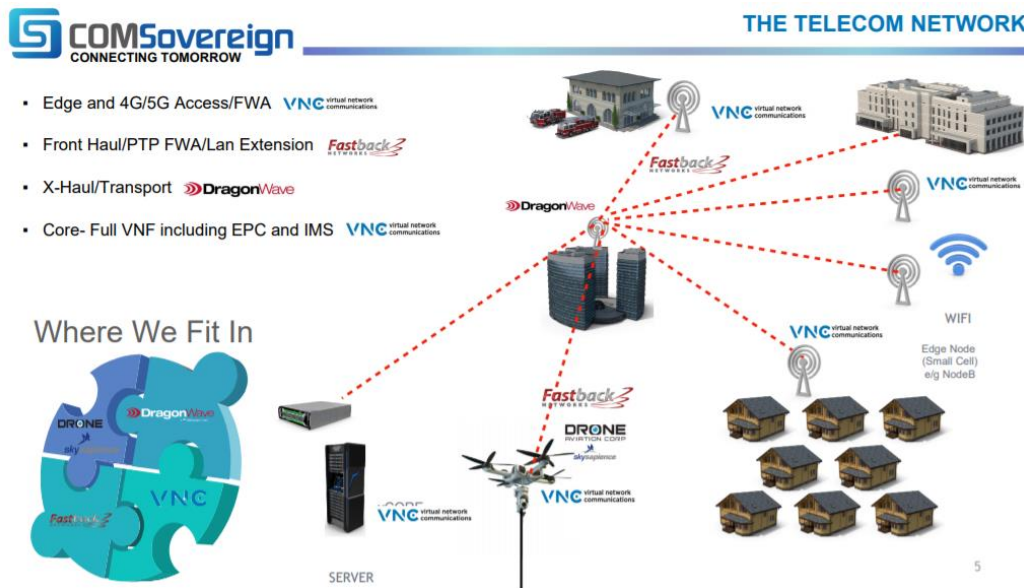 COMSovereign
CONNECTING TOMORROW
THE TELECOM NETWORK
Edge and 4G/5G Access/FWA VNC virtual network communications
Front Haul/PTP FWA/Lan Extension Fastback NETWORKS
X-Haul/Transport DragonWave
Core- Full VNF including EPC and IMS VNC virtual network communications
VNC virtual network communications
Fastback NETWORKS
DragonWave
VNC virtual network communications
WIFI
Edge Node
(Small Cell)
e/g NodeB
VNC virtual network communications
Where We Fit In
DRONE
skysapience
DragonWave
Fastback
VNC
Fastback NETWORKS
DRONE
AVIATION CORP
skysapience
VNC virtual network communications
VNC virtual network communications
SERVER
5